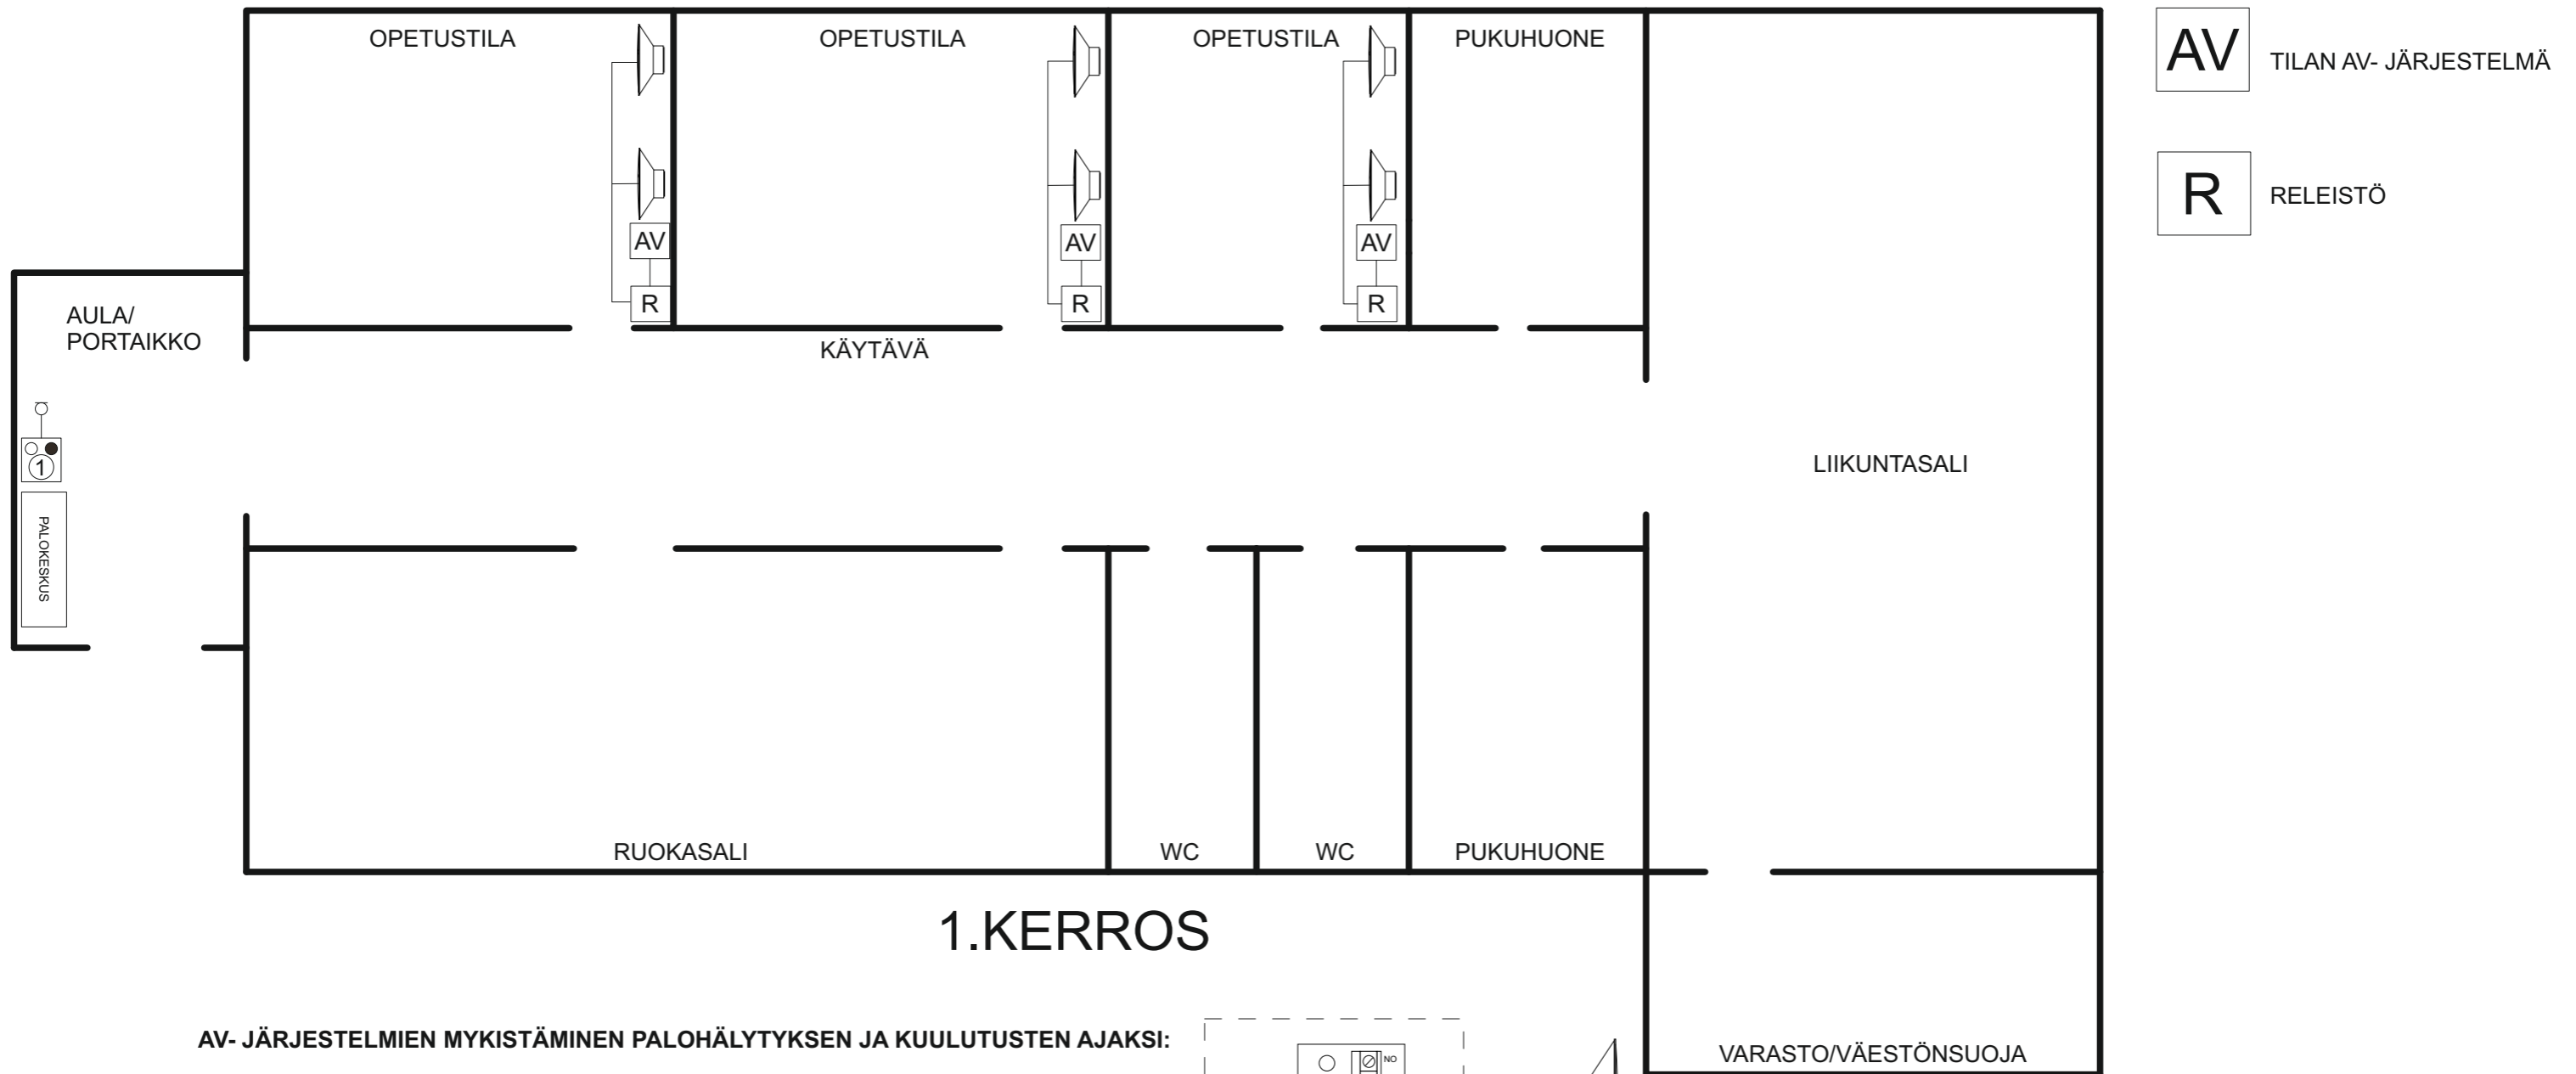 OPETUSTILA
OPETUSTILA
OPETUSTILA
PUKUHUONE
AV
TILAN AV- JÄRJESTELMÄ
R
RELEISTÖ
AV
AV
AV
R
R
R
AULA/
PORTAIKKO
KÄYTÄVÄ
1
LIIKUNTASALI
PALOKESKUS
RUOKASALI
WC
WC
PUKUHUONE
1.KERROS
AV- JÄRJESTELMIEN MYKISTÄMINEN PALOHÄLYTYKSEN JA KUULUTUSTEN AJAKSI:
NO
VARASTO/VÄESTÖNSUOJA